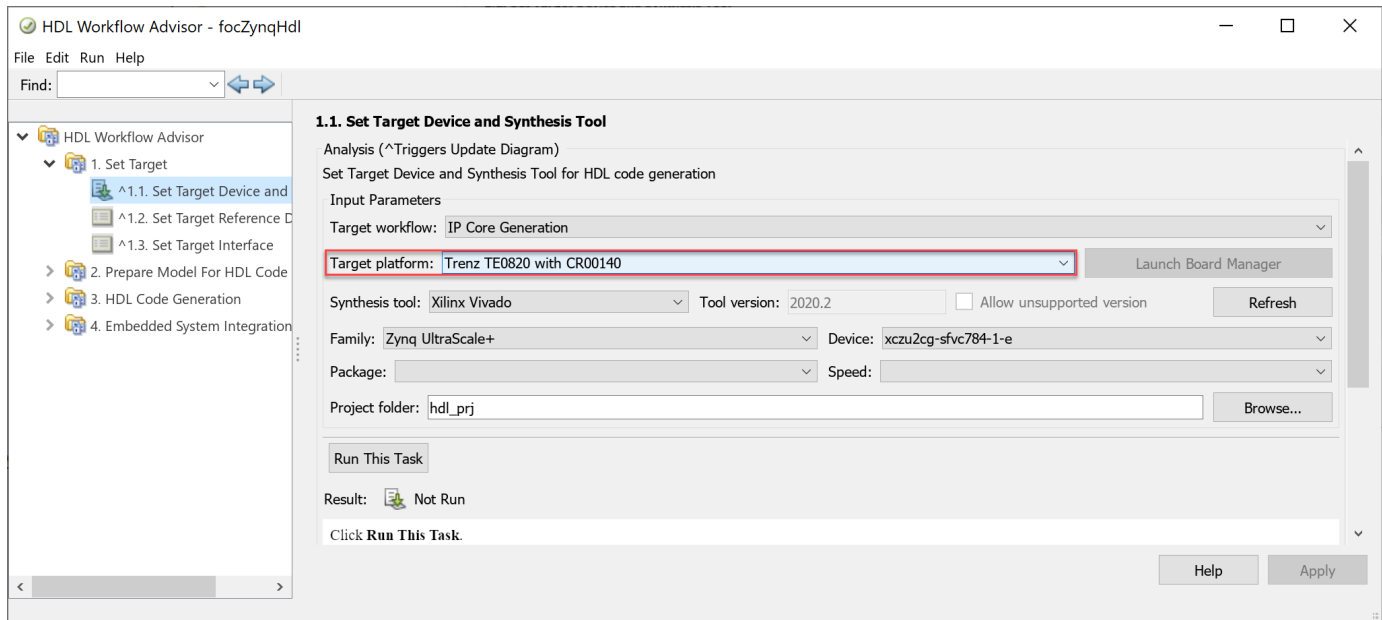 HDL Workflow Advisor - focZynqHdl
File Edit Run Help
Find:
HDL Workflow Advisor
1. Set Target
^1.1. Set Target Device and
^1.2. Set Target Reference D
^1.3. Set Target Interface
2. Prepare Model For HDL Code
3. HDL Code Generation
4. Embedded System Integration
1.1. Set Target Device and Synthesis Tool
Analysis (^Triggers Update Diagram)
Set Target Device and Synthesis Tool for HDL code generation
Input Parameters
Target workflow: IP Core Generation
Target platform: Trenz TE0820 with CR00140 Launch Board Manager
Synthesis tool: Xilinx Vivado Tool version: 2020.2 Allow unsupported version Refresh
Family: Zynq UltraScale+ Device: xczu2cg-sfvc784-1-e
Package: Speed:
Project folder: hdl_prj Browse...
Run This Task
Result: Not Run
Click Run This Task.
Help Apply